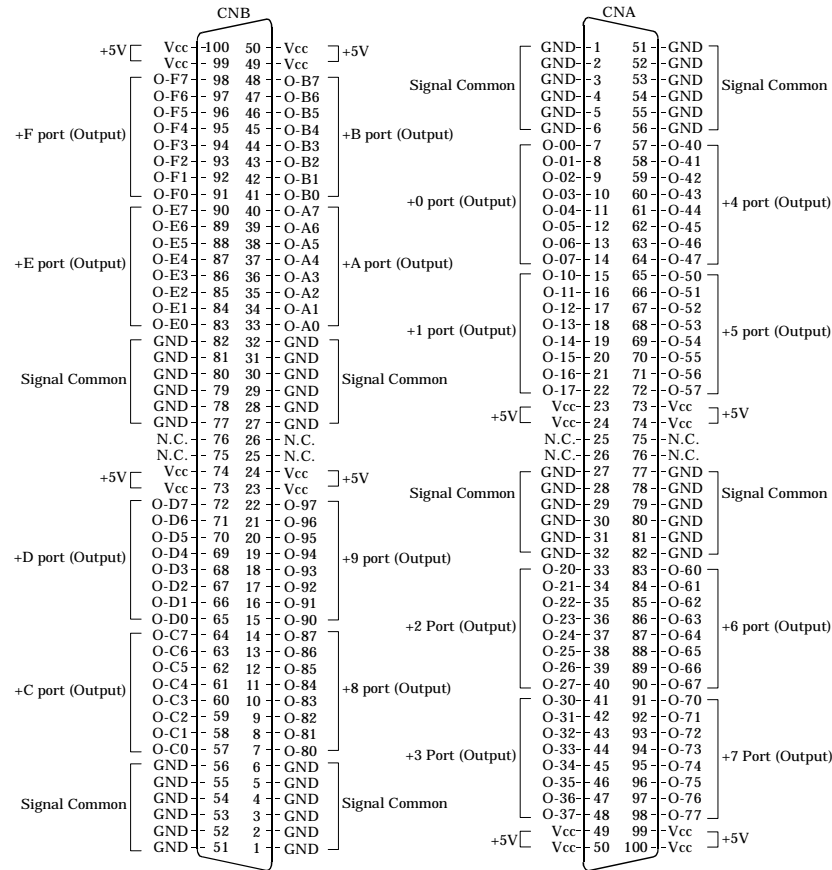 CNB
+5V Vcc 100 50 Vcc +5V
Vcc 99 49 Vcc
O-F7 98 48 O-B7
O-F6 97 47 O-B6
O-F5 96 46 O-B5
+F port (Output) O-F4 95 45 O-B4 +B port (Output)
O-F3 94 44 O-B3
O-F2 93 43 O-B2
O-F1 92 42 O-B1
O-F0 91 41 O-B0
O-E7 90 40 O-A7
O-E6 89 39 O-A6
O-E5 88 38 O-A5
+E port (Output) O-E4 87 37 O-A4 +A port (Output)
O-E3 86 36 O-A3
O-E2 85 35 O-A2
O-E1 84 34 O-A1
O-E0 83 33 O-A0
GND 82 32 GND
GND 81 31 GND
Signal Common GND 80 30 GND Signal Common
GND 79 29 GND
GND 78 28 GND
GND 77 27 GND
N.C. 76 26 N.C.
N.C. 75 25 N.C.
+5V Vcc 74 24 Vcc +5V
Vcc 73 23 Vcc
O-D7 72 22 O-97
O-D6 71 21 O-96
O-D5 70 20 O-95
+D port (Output) O-D4 69 19 O-94 +9 port (Output)
O-D3 68 18 O-93
O-D2 67 17 O-92
O-D1 66 16 O-91
O-D0 65 15 O-90
O-C7 64 14 O-87
O-C6 63 13 O-86
O-C5 62 12 O-85
+C port (Output) O-C4 61 11 O-84 +8 port (Output)
O-C3 60 10 O-83
O-C2 59 9 O-82
O-C1 58 8 O-81
O-C0 57 7 O-80
GND 56 6 GND
GND 55 5 GND
Signal Common GND 54 4 GND Signal Common
GND 53 3 GND
GND 52 2 GND
GND 51 1 GND
CNA
GND 1 51 GND
GND 2 52 GND
Signal Common GND 3 53 GND Signal Common
GND 4 54 GND
GND 5 55 GND
GND 6 56 GND
O-00 7 57 O-40
O-01 8 58 O-41
O-02 9 59 O-42
+0 port (Output) O-03 10 60 O-43 +4 port (Output)
O-04 11 61 O-44
O-05 12 62 O-45
O-06 13 63 O-46
O-07 14 64 O-47
O-10 15 65 O-50
O-11 16 66 O-51
O-12 17 67 O-52
+1 port (Output) O-13 18 68 O-53 +5 port (Output)
O-14 19 69 O-54
O-15 20 70 O-55
O-16 21 71 O-56
O-17 22 72 O-57
+5V Vcc 23 73 Vcc +5V
Vcc 24 74 Vcc
N.C. 25 75 N.C.
N.C. 26 76 N.C.
GND 27 77 GND
Signal Common GND 28 78 GND Signal Common
GND 29 79 GND
GND 30 80 GND
GND 31 81 GND
GND 32 82 GND
O-20 33 83 O-60
O-21 34 84 O-61
O-22 35 85 O-62
+2 Port (Output) O-23 36 86 O-63 +6 port (Output)
O-24 37 87 O-64
O-25 38 88 O-65
O-26 39 89 O-66
O-27 40 90 O-67
O-30 41 91 O-70
O-31 42 92 O-71
O-32 43 93 O-72
+3 Port (Output) O-33 44 94 O-73 +7 Port (Output)
O-34 45 95 O-74
O-35 46 96 O-75
O-36 47 97 O-76
O-37 48 98 O-77
+5V Vcc 49 99 Vcc +5V
Vcc 50 100 Vcc